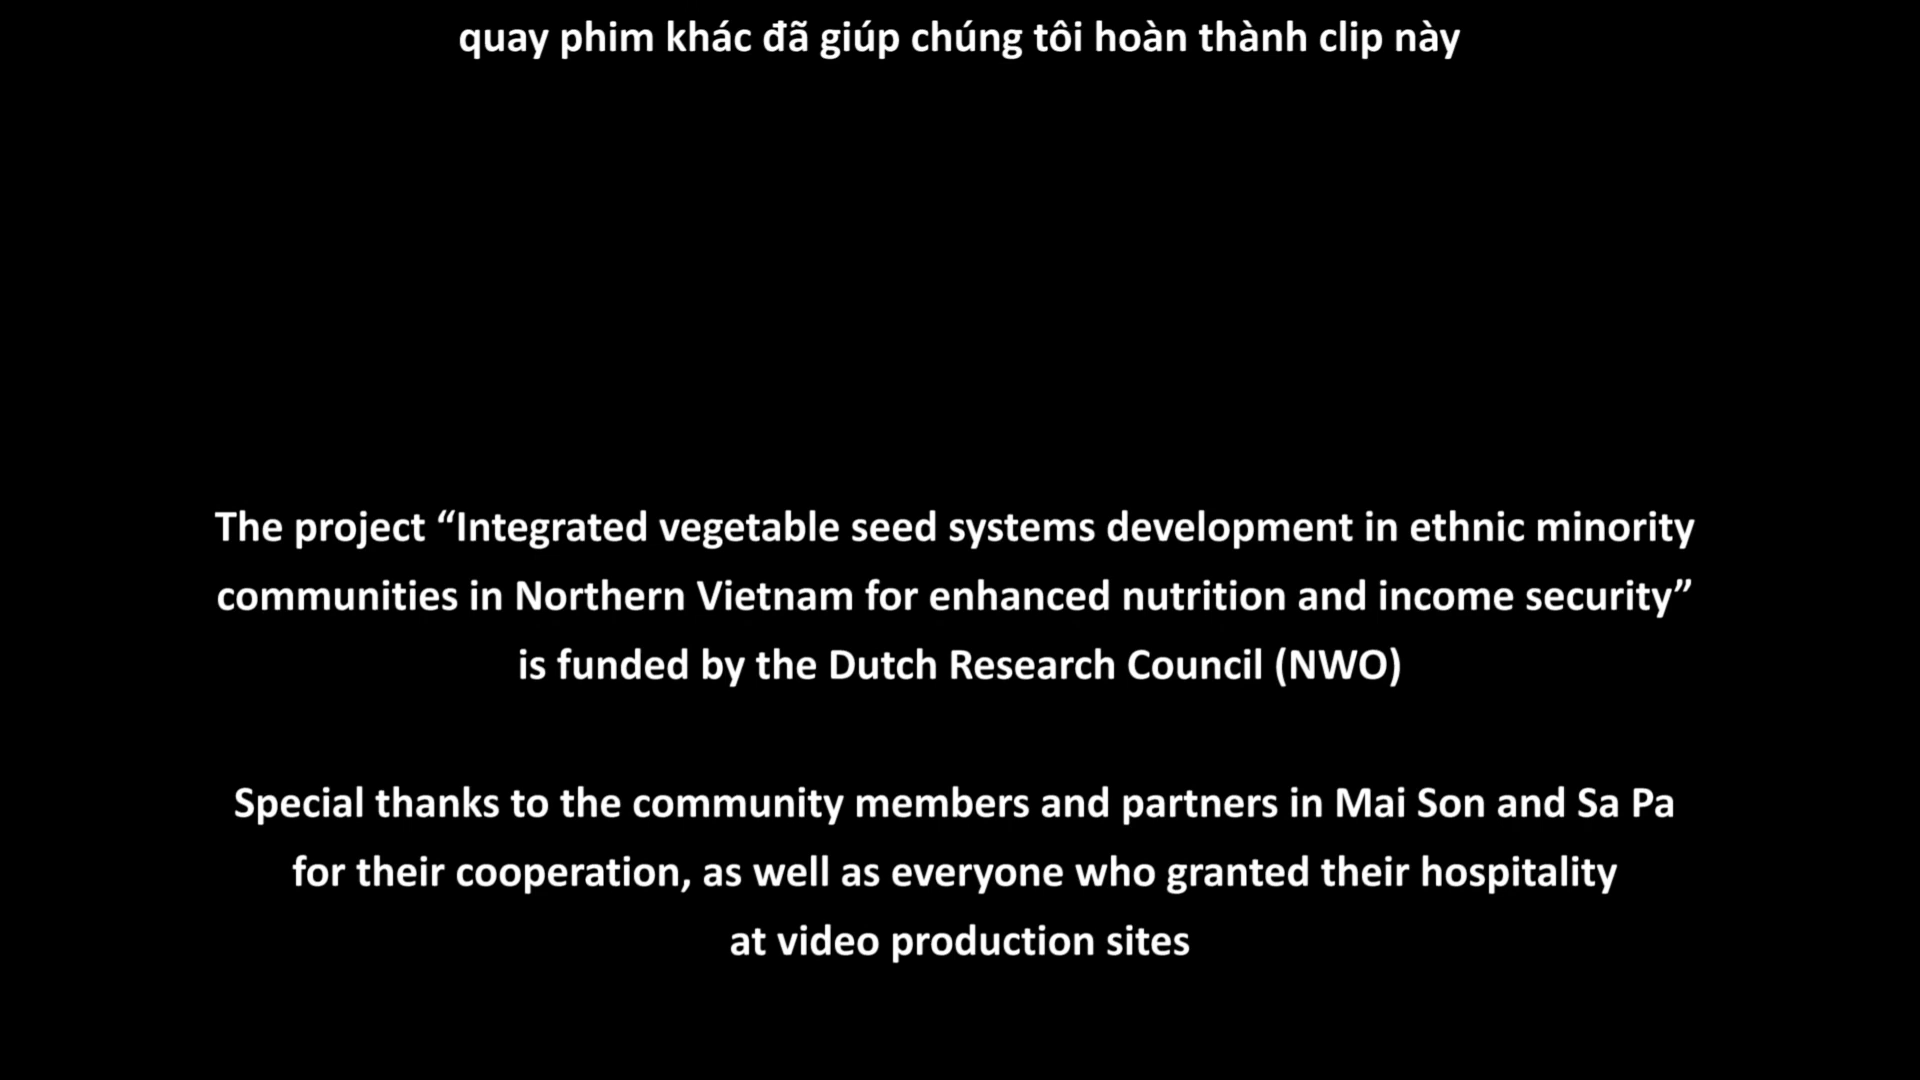 quay phim khác đã giúp chúng tôi hoàn thành clip này
The project “Integrated vegetable seed systems development in ethnic minority
communities in Northern Vietnam for enhanced nutrition and income security”
is funded by the Dutch Research Council (NWO)
Special thanks to the community members and partners in Mai Son and Sa Pa
for their cooperation, as well as everyone who granted their hospitality
at video production sites